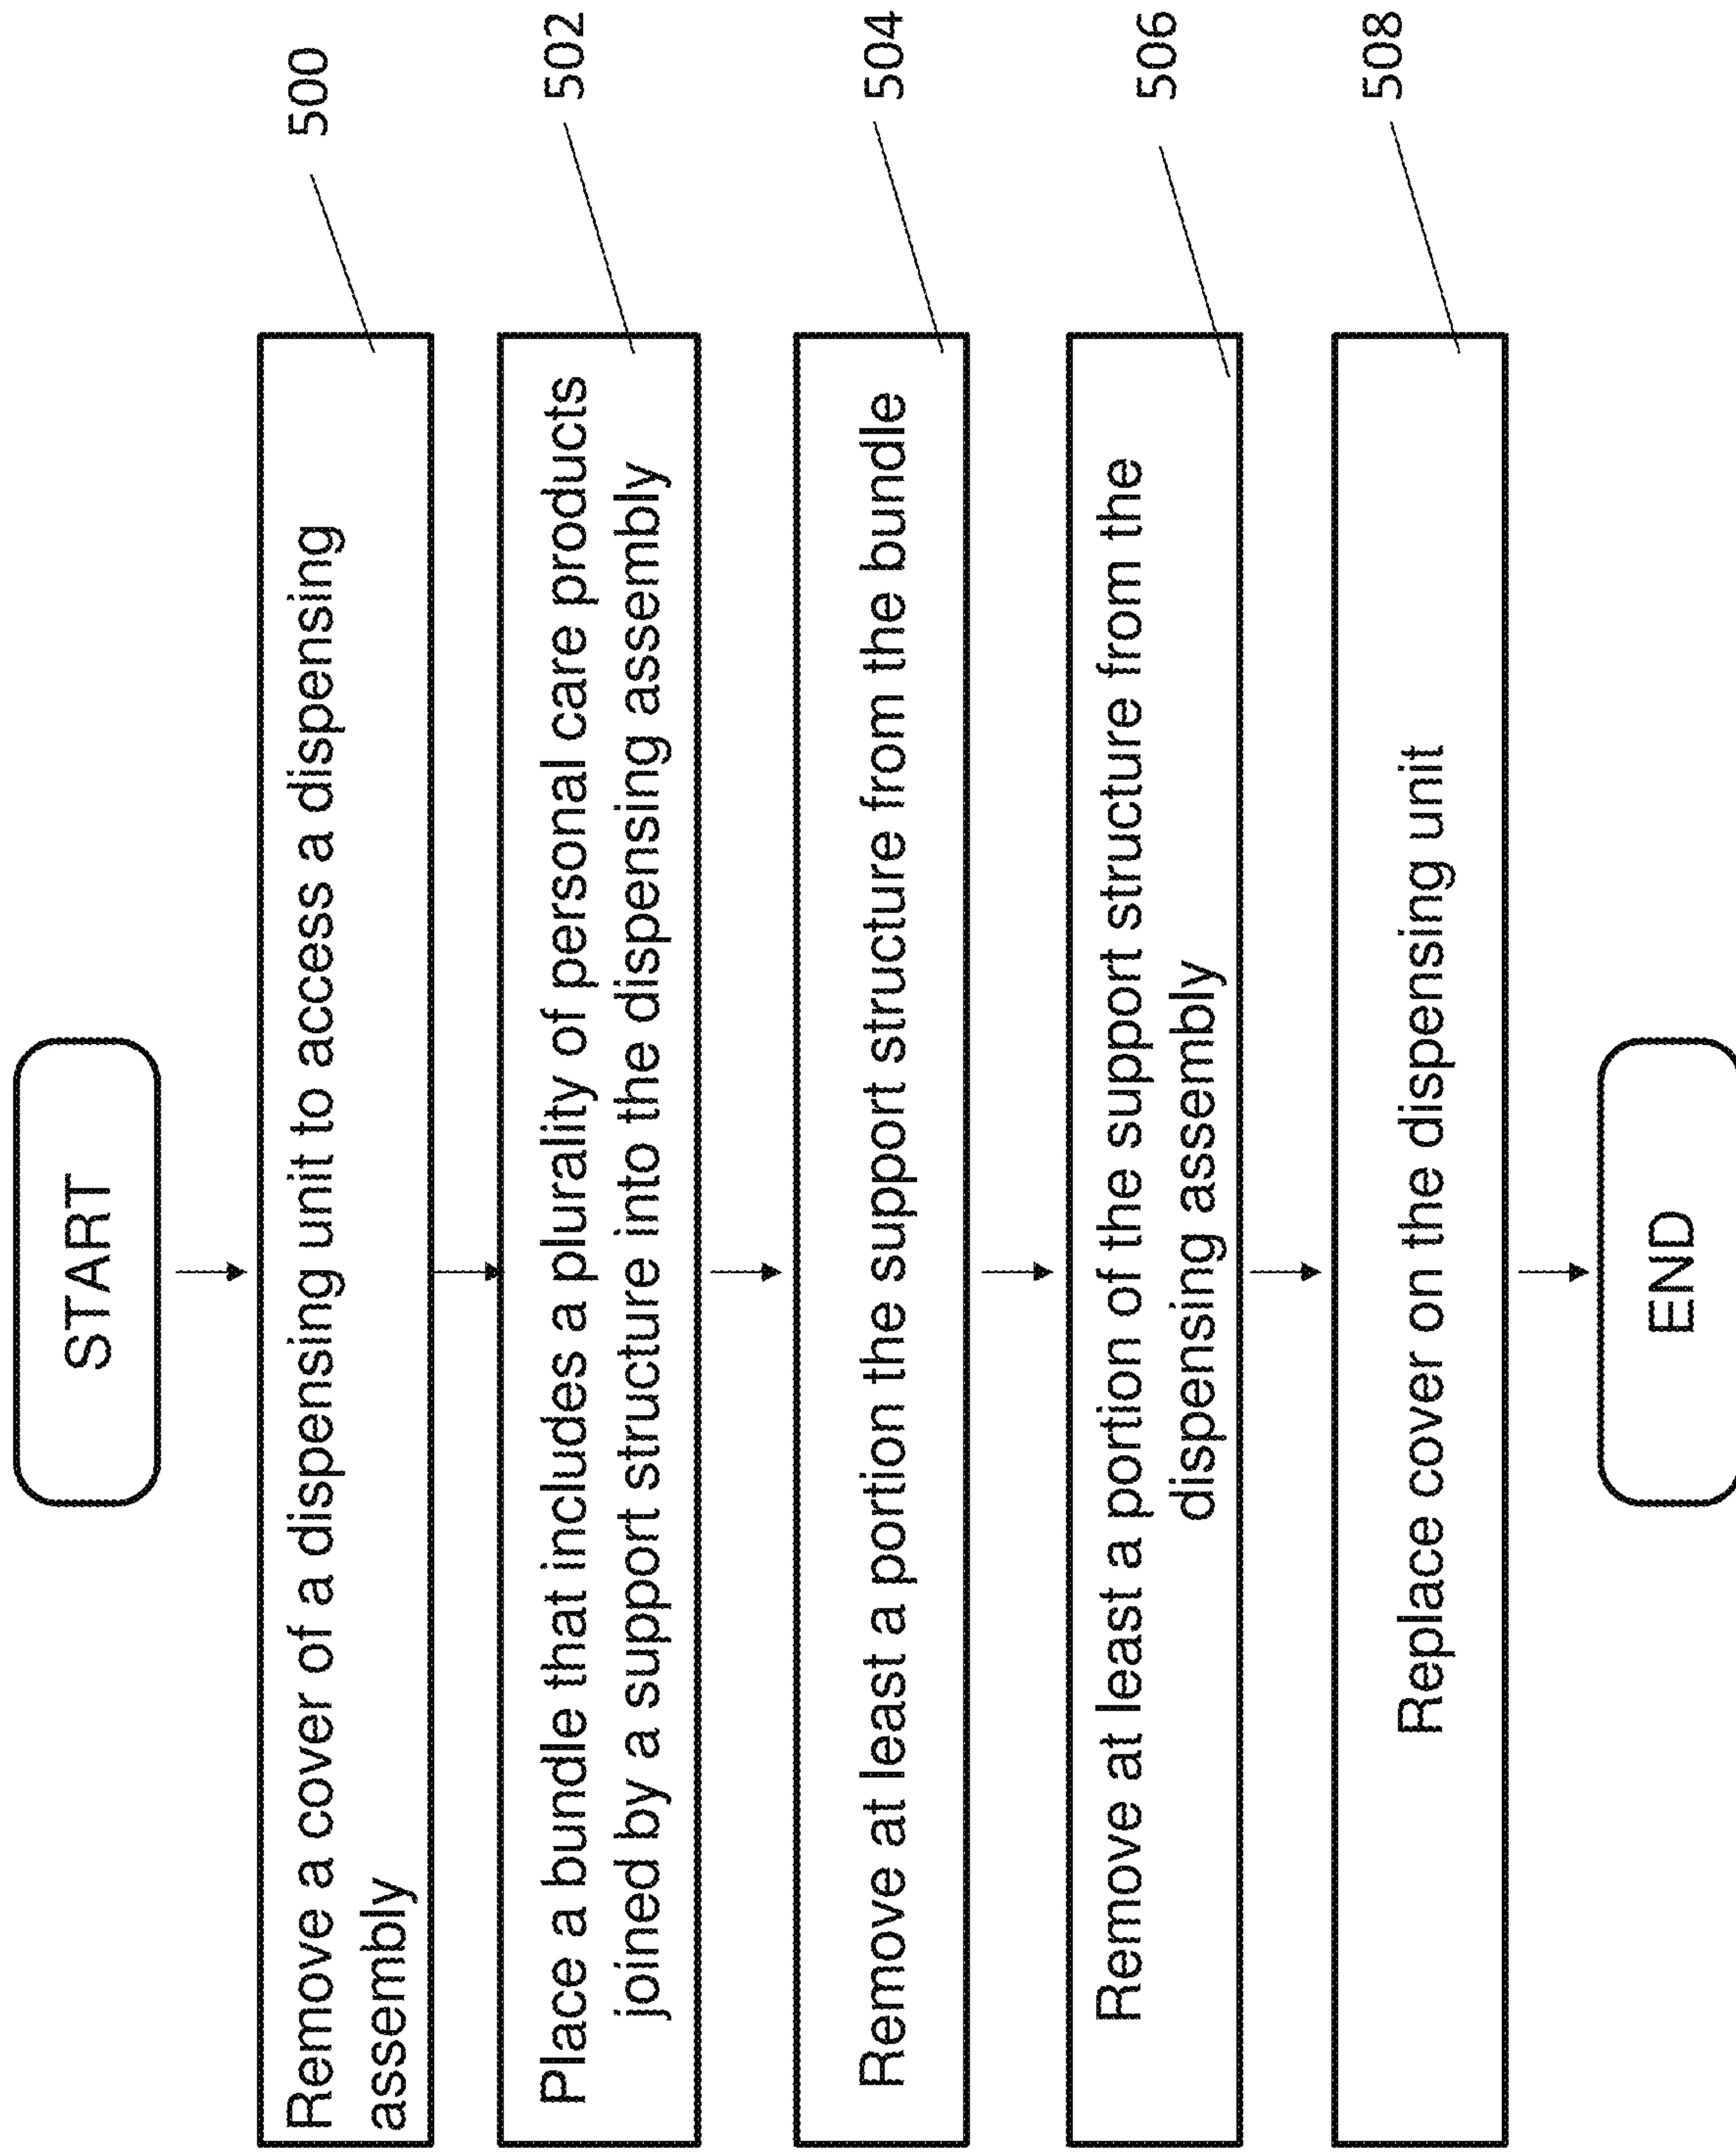 START
Remove a cover of a dispensing unit to access a dispensing
assembly
500
Place a bundle that includes a plurality of personal care products
joined by a support structure into the dispensing assembly
502
Remove at least a portion the support structure from the bundle
504
Remove at least a portion of the support structure from the
dispensing assembly
506
Replace cover on the dispensing unit
508
END